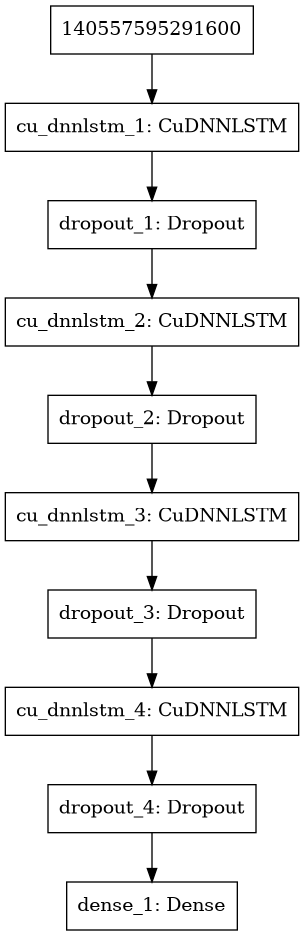 140557595291600
cu_dnnlstm_1: CuDNNLSTM
dropout_1: Dropout
cu_dnnlstm_2: CuDNNLSTM
dropout_2: Dropout
cu_dnnlstm_3: CuDNNLSTM
dropout_3: Dropout
cu_dnnlstm_4: CuDNNLSTM
dropout_4: Dropout
dense_1: Dense